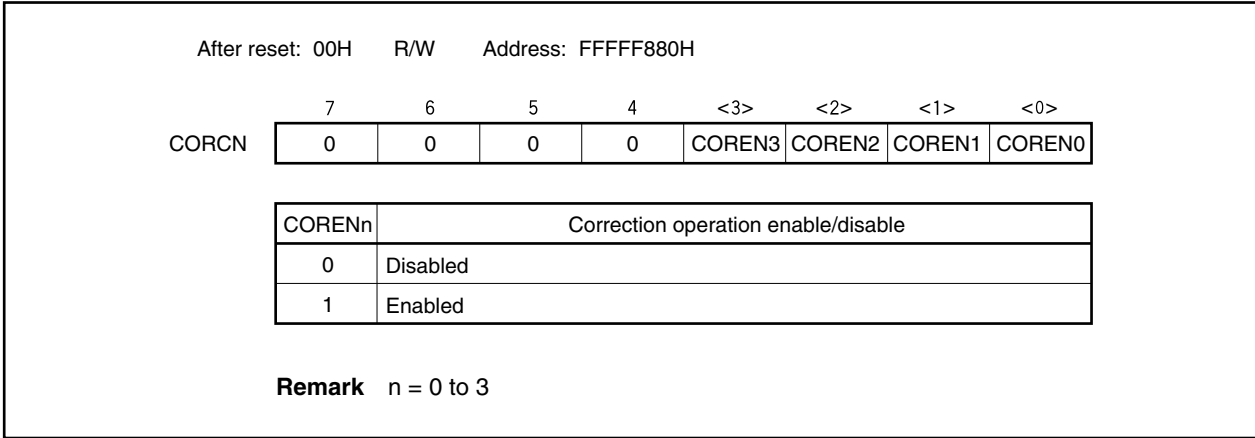 After reset: 00H R/W Address: FFFFF880H
7 6 5 4 <3> <2> <1> <0>
CORCN 0 0 0 0 COREN3 COREN2 COREN1 COREN0
CORENn Correction operation enable/disable
0 Disabled
1 Enabled
Remark n = 0 to 3